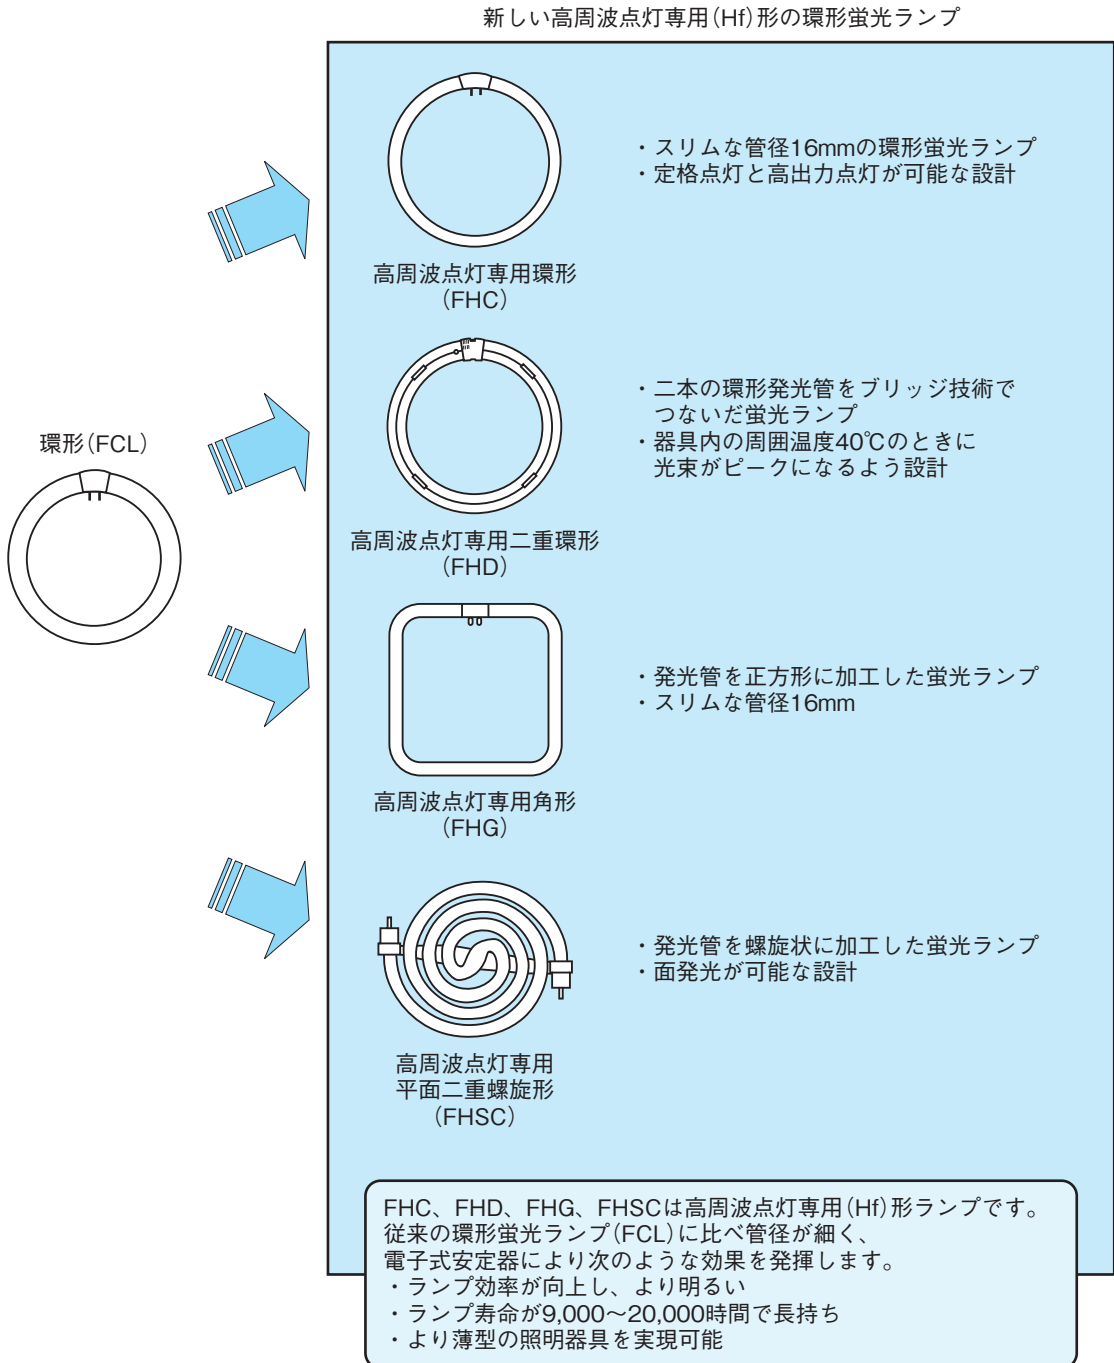 新しい高周波点灯専用(Hf)形の環形蛍光ランプ
環形(FCL)
高周波点灯専用環形
(FHC)
・スリムな管径16mmの環形蛍光ランプ
・定格点灯と高出力点灯が可能な設計
高周波点灯専用二重環形
(FHD)
・二本の環形発光管をブリッジ技術で
つないだ蛍光ランプ
・器具内の周囲温度40℃のときに
光束がピークになるよう設計
高周波点灯専用角形
(FHG)
・発光管を正方形に加工した蛍光ランプ
・スリムな管径16mm
高周波点灯専用
平面二重螺旋形
(FHSC)
・発光管を螺旋状に加工した蛍光ランプ
・面発光が可能な設計
FHC、FHD、FHG、FHSCは高周波点灯専用(Hf)形ランプです。
従来の環形蛍光ランプ(FCL)に比べ管径が細く、
電子式安定器により次のような効果を発揮します。
・ランプ効率が向上し、より明るい
・ランプ寿命が9,000～20,000時間で長持ち
・より薄型の照明器具を実現可能